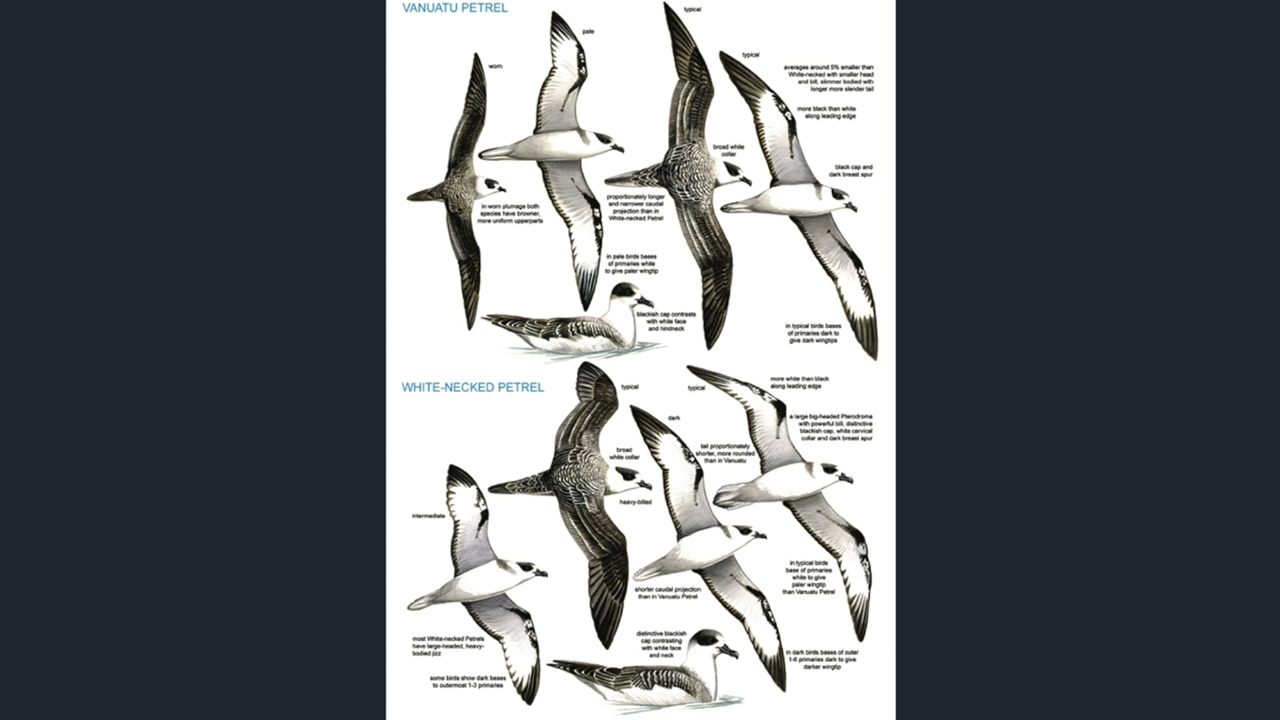 VANUATU PETREL
typical
pale
worn
typical
averages around 5% smaller than
White-necked with smaller head
and bill, slimmer bodied with
longer more slender tail
more black than white
along leading edge
broad white
collar
black cap and
dark breast spur
in worn plumage both
species have browner,
more uniform upperparts
proportionately longer
and narrower caudal
projection than in
White-necked Petrel
in pale birds bases
of primaries white
to give paler wingtip
blackish cap contrasts
with white face
and hindneck
in typical birds bases
of primaries dark to
give dark wingtips
WHITE-NECKED PETREL
typical
typical
more white than black
along leading edge
dark
a large big-headed Pterodroma
with powerful bill, distinctive
blackish cap, white cervical
collar and dark breast spur
broad
white collar
tail proportionately
shorter, more rounded
than in Vanuatu
heavy-billed
intermediate
in typical birds
base of primaries
white to give
paler wingtip
than Vanuatu Petrel
shorter caudal projection
than in Vanuatu Petrel
most White-necked Petrels
have large-headed, heavy-
bodied jizz
distinctive blackish
cap contrasting
with white face
and neck
in dark birds bases of outer
1-6 primaries dark to give
darker wingtip
some birds show dark bases
to outermost 1-3 primaries